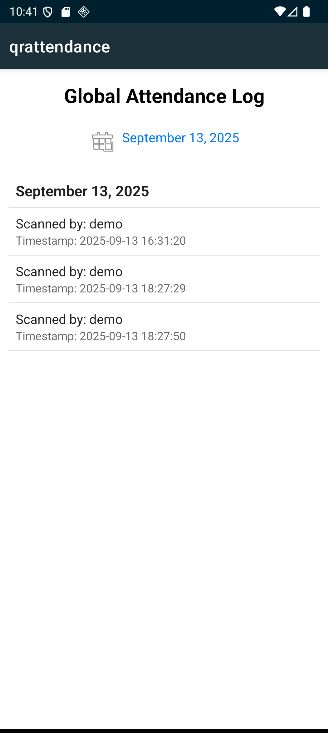 10:41
qrattendance
Global Attendance Log
September 13, 2025
September 13, 2025
Scanned by: demo
Timestamp: 2025-09-13 16:31:20
Scanned by: demo
Timestamp: 2025-09-13 18:27:29
Scanned by: demo
Timestamp: 2025-09-13 18:27:50